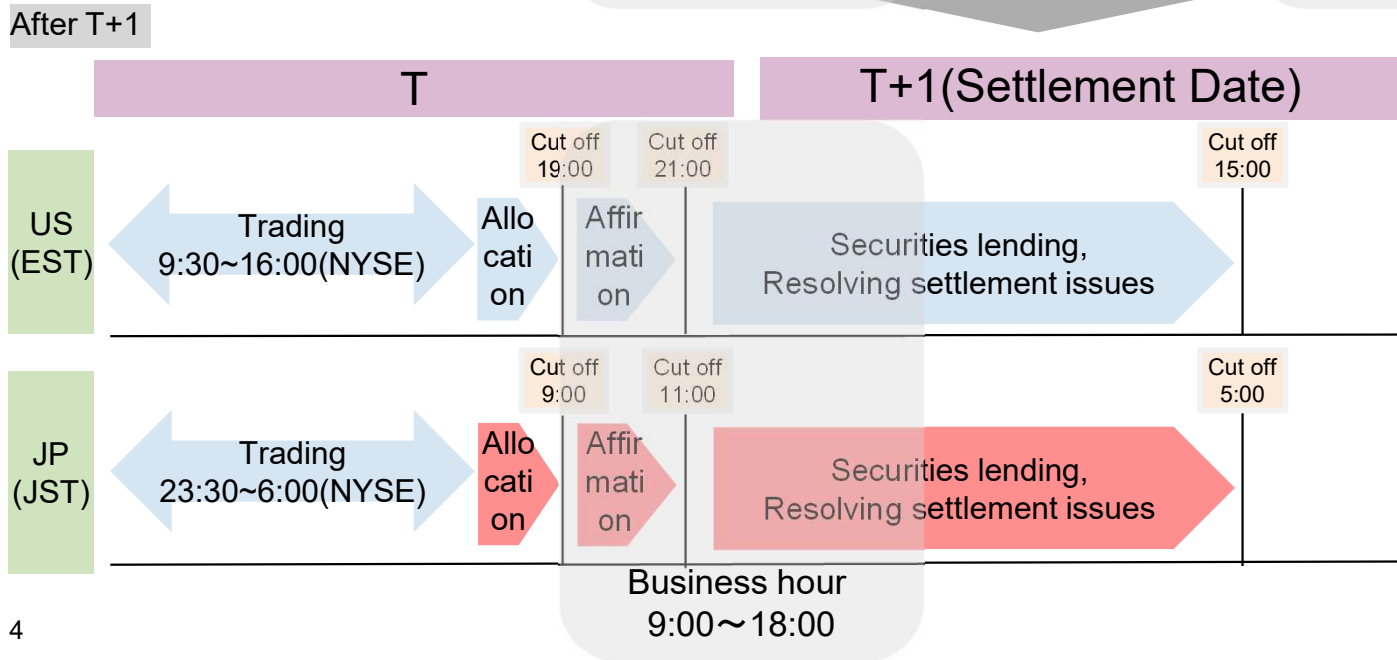 After T+1
T
T+1(Settlement Date)
US
(EST)
Trading
9:30~16:00(NYSE)
Allo
cati
on
Cut off
19:00
Affir
mati
on
Cut off
21:00
Securities lending,
Resolving settlement issues
Cut off
15:00
JP
(JST)
Trading
23:30~6:00(NYSE)
Allo
cati
on
Cut off
9:00
Affir
mati
on
Cut off
11:00
Securities lending,
Resolving settlement issues
Cut off
5:00
Business hour
9:00～18:00
4